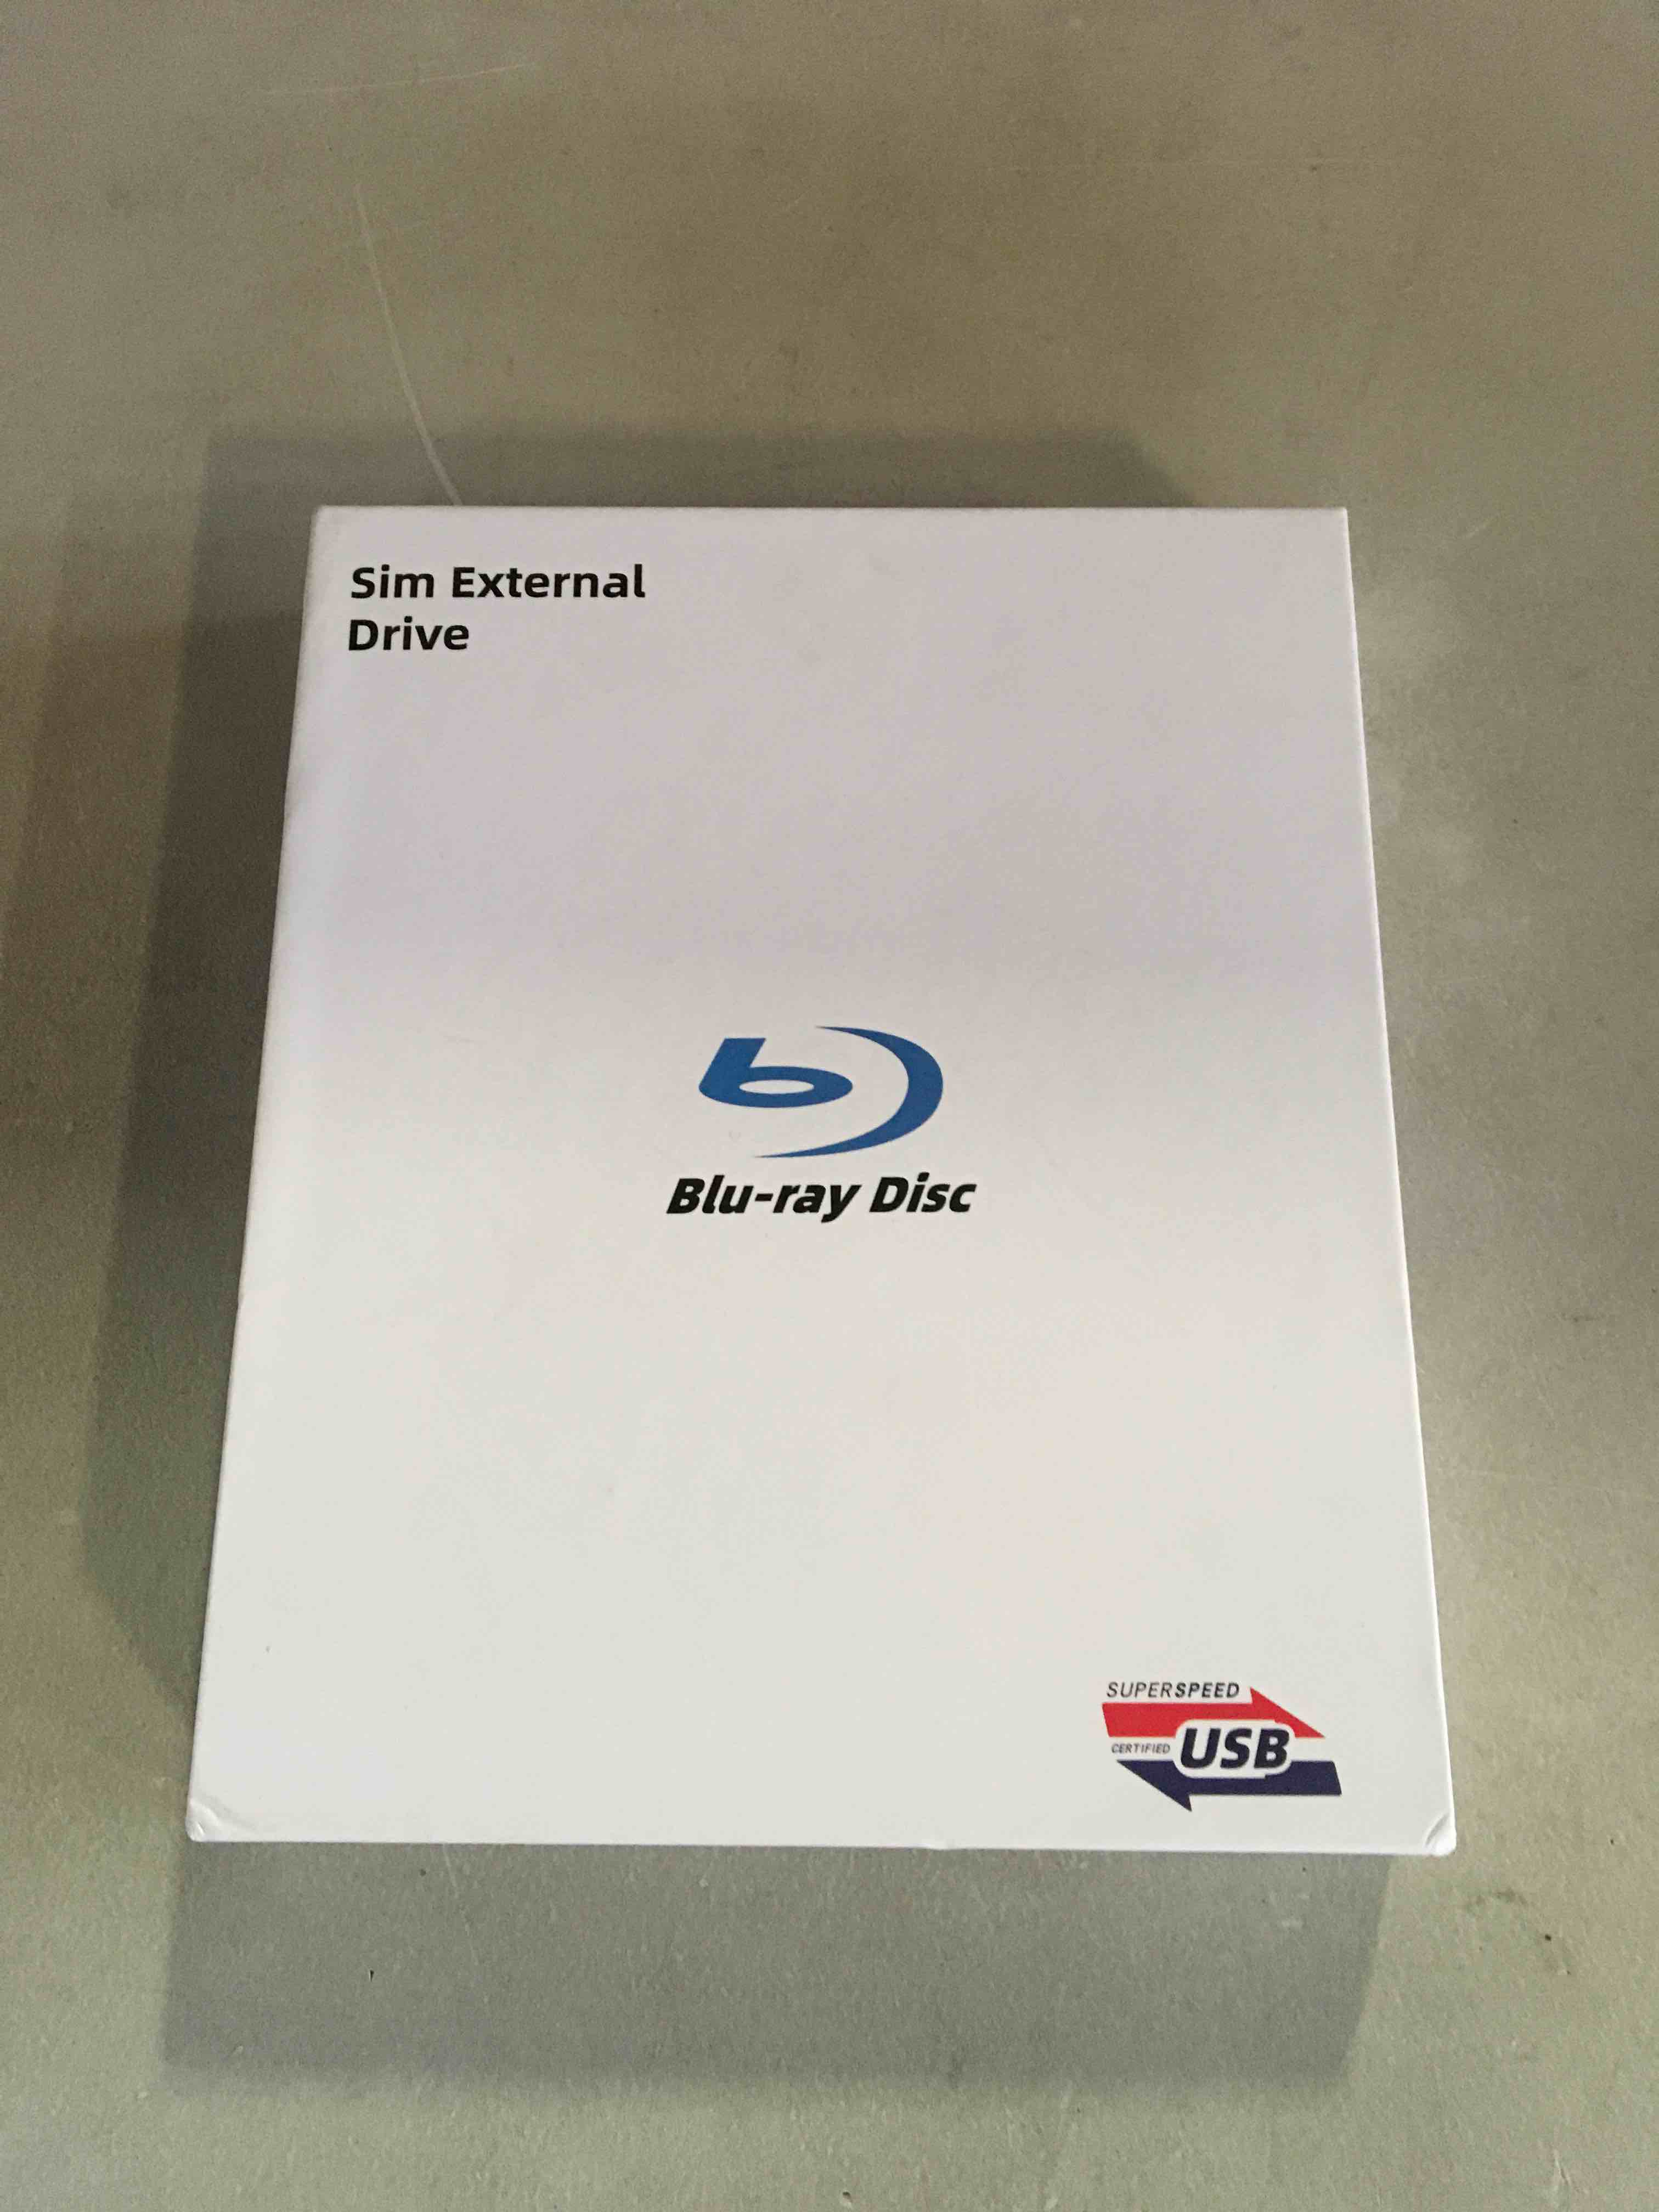 Sim External
Drive
Blu-ray Disc
SUPERSPEED
CERTIFIED USB